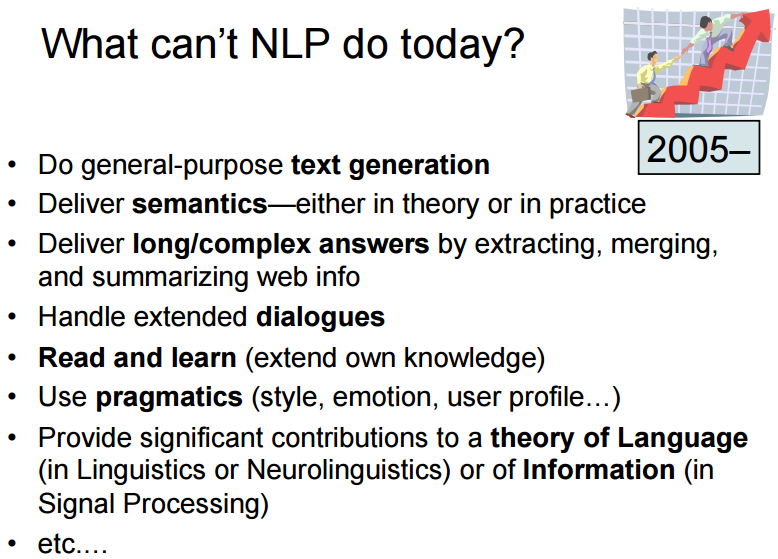 What can't NLP do today?
2005–
• Do general-purpose text generation
• Deliver semantics—either in theory or in practice
• Deliver long/complex answers by extracting, merging,
and summarizing web info
• Handle extended dialogues
• Read and learn (extend own knowledge)
• Use pragmatics (style, emotion, user profile…)
• Provide significant contributions to a theory of Language
(in Linguistics or Neurolinguistics) or of Information (in
Signal Processing)
• etc.…